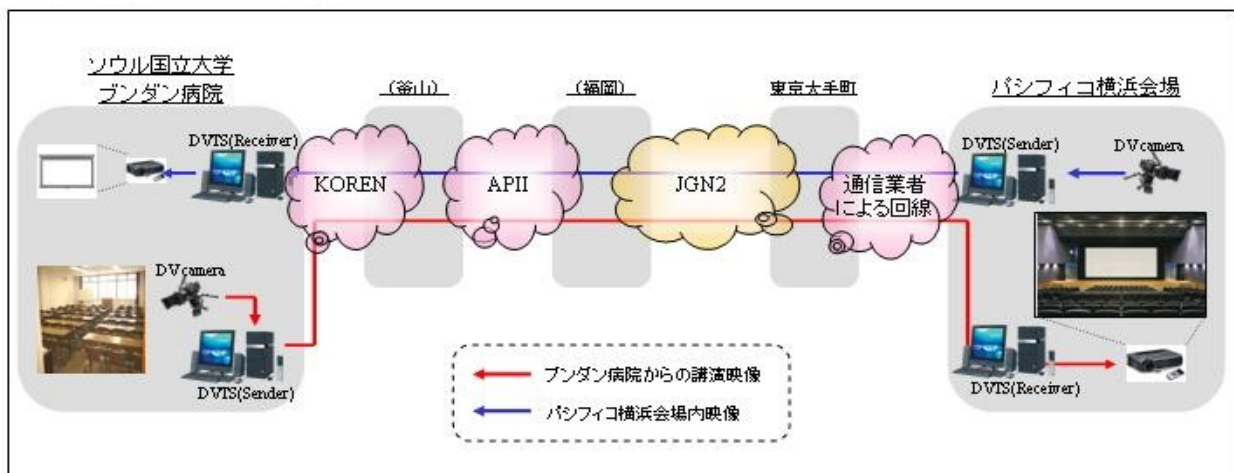 ソウル国立大学
ブンダン病院
（釜山）
（福岡）
東京大手町
パシフィコ横浜会場
DVTS(Receiver)
DVTS(Sender)
DVcamera
KOREN
APII
JGN2
通信業者
による回線
DVcamera
DVTS(Sender)
DVTS(Receiver)
ブンダン病院からの講演映像
パシフィコ横浜会場内映像